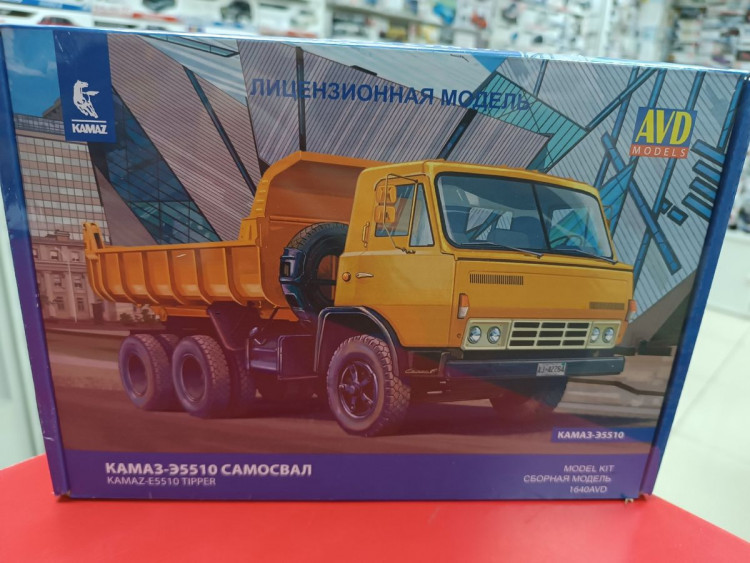 ЛИЦЕНЗИОННАЯ МОДЕЛЬ
KAMAZ
AVD
MODELS
КАМАЗ-Э5510
КАМАЗ-Э5510 САМОСВАЛ
KAMAZ-E5510 TIPPER
MODEL KIT
СБОРНАЯ МОДЕЛЬ
1640AVD